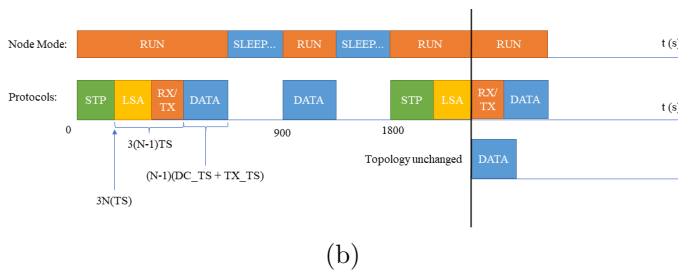 Node Mode:
RUN
SLEEP...
RUN
SLEEP...
RUN
RUN
t (s)
Protocols:
STP
LSA
RX/
TX
DATA
DATA
STP
LSA
RX/
TX
DATA
t (s)
0
900
1800
3(N-1)TS
Topology unchanged
DATA
(N-1)(DC_TS + TX_TS)
3N(TS)
(b)